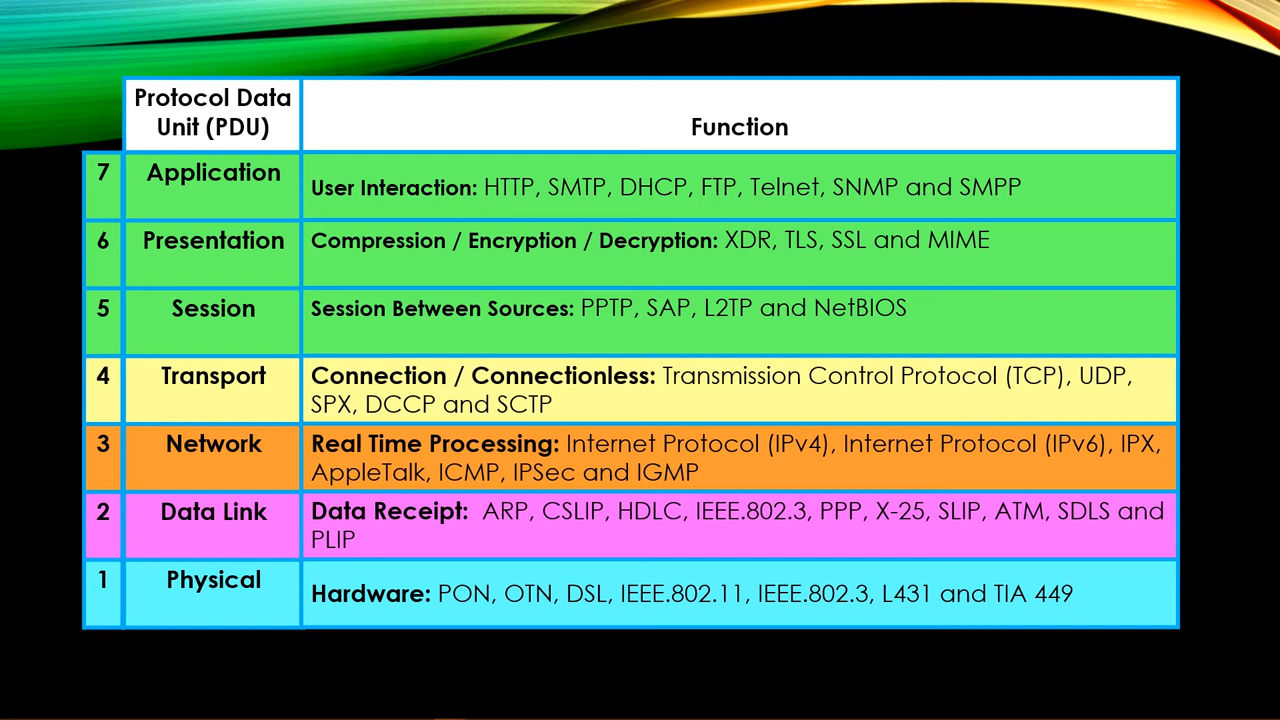 Protocol Data
Unit (PDU)
Function
7 Application User Interaction: HTTP, SMTP, DHCP, FTP, Telnet, SNMP and SMPP
6 Presentation Compression / Encryption / Decryption: XDR, TLS, SSL and MIME
5 Session Session Between Sources: PPTP, SAP, L2TP and NetBIOS
4 Transport Connection / Connectionless: Transmission Control Protocol (TCP), UDP,
SPX, DCCP and SCTP
3 Network Real Time Processing: Internet Protocol (IPv4), Internet Protocol (IPv6), IPX,
AppleTalk, ICMP, IPSec and IGMP
2 Data Link Data Receipt: ARP, CSLIP, HDLC, IEEE.802.3, PPP, X-25, SLIP, ATM, SDLS and
PLIP
1 Physical Hardware: PON, OTN, DSL, IEEE.802.11, IEEE.802.3, L431 and TIA 449